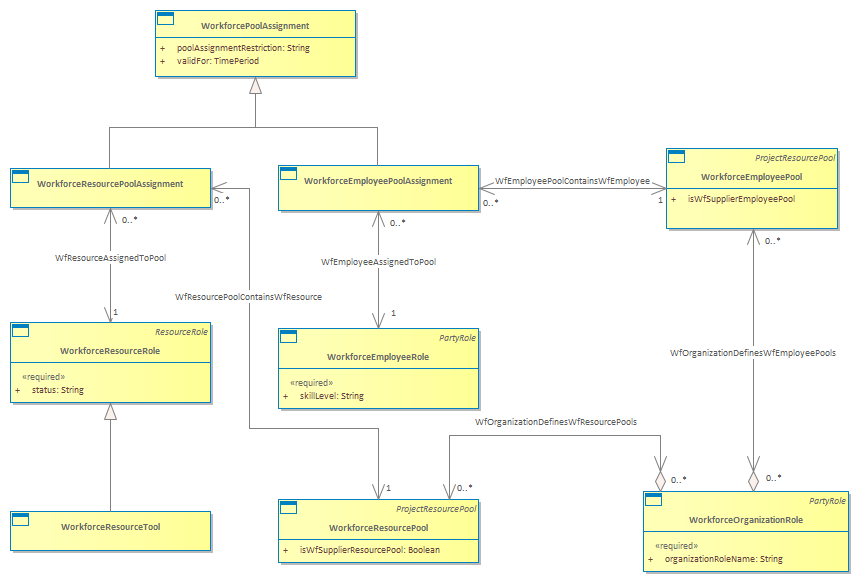 WorkforcePoolAssignment
+ poolAssignmentRestriction: String
+ validFor: TimePeriod
WorkforceResourcePoolAssignment
0..*
0..*
WorkforceEmployeePoolAssignment
0..*
0..*
WfEmployeePoolContainsWfEmployee
1
ProjectResourcePool
WorkforceEmployeePool
+ isWfSupplierEmployeePool
0..*
WfResourceAssignedToPool
WfEmployeeAssignedToPool
WfResourcePoolContainsWfResource
1
1
ResourceRole
WorkforceResourceRole
«required»
+ status: String
PartyRole
WorkforceEmployeeRole
«required»
+ skillLevel: String
WfOrganizationDefinesWfEmployeePools
WfOrganizationDefinesWfResourcePools
1
0..*
0..*
0..*
WorkforceResourceTool
ProjectResourcePool
WorkforceResourcePool
+ isWfSupplierResourcePool: Boolean
PartyRole
WorkforceOrganizationRole
«required»
+ organizationRoleName: String